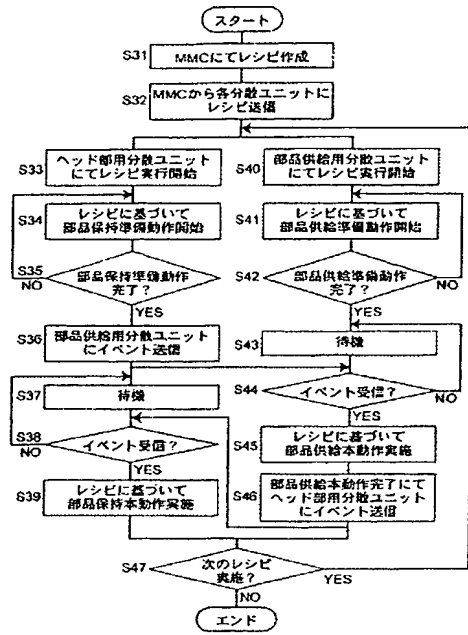 スタート
S31
MMCにてレシピ作成
S32
MMCから各分散ユニットに
レシピ送信
S33
ヘッド部用分散ユニット
にてレシピ実行開始
S34
レシピに基づいて
部品保持準備動作開始
S35
部品保持準備動作
完了?
NO
YES
S36
部品供給用分散ユニット
にイベント送信
S37
待機
S38
イベント受信?
NO
YES
S39
レシピに基づいて
部品保持本動作実施
S40
部品供給用分散ユニット
にてレシピ実行開始
S41
レシピに基づいて
部品供給準備動作開始
S42
部品供給準備動作
完了?
NO
YES
S43
待機
S44
イベント受信?
NO
YES
S45
レシピに基づいて
部品供給本動作実施
S46
部品供給本動作完了にて
ヘッド部用分散ユニット
にイベント送信
S47
次のレシピ
実施?
YES
NO
エンド